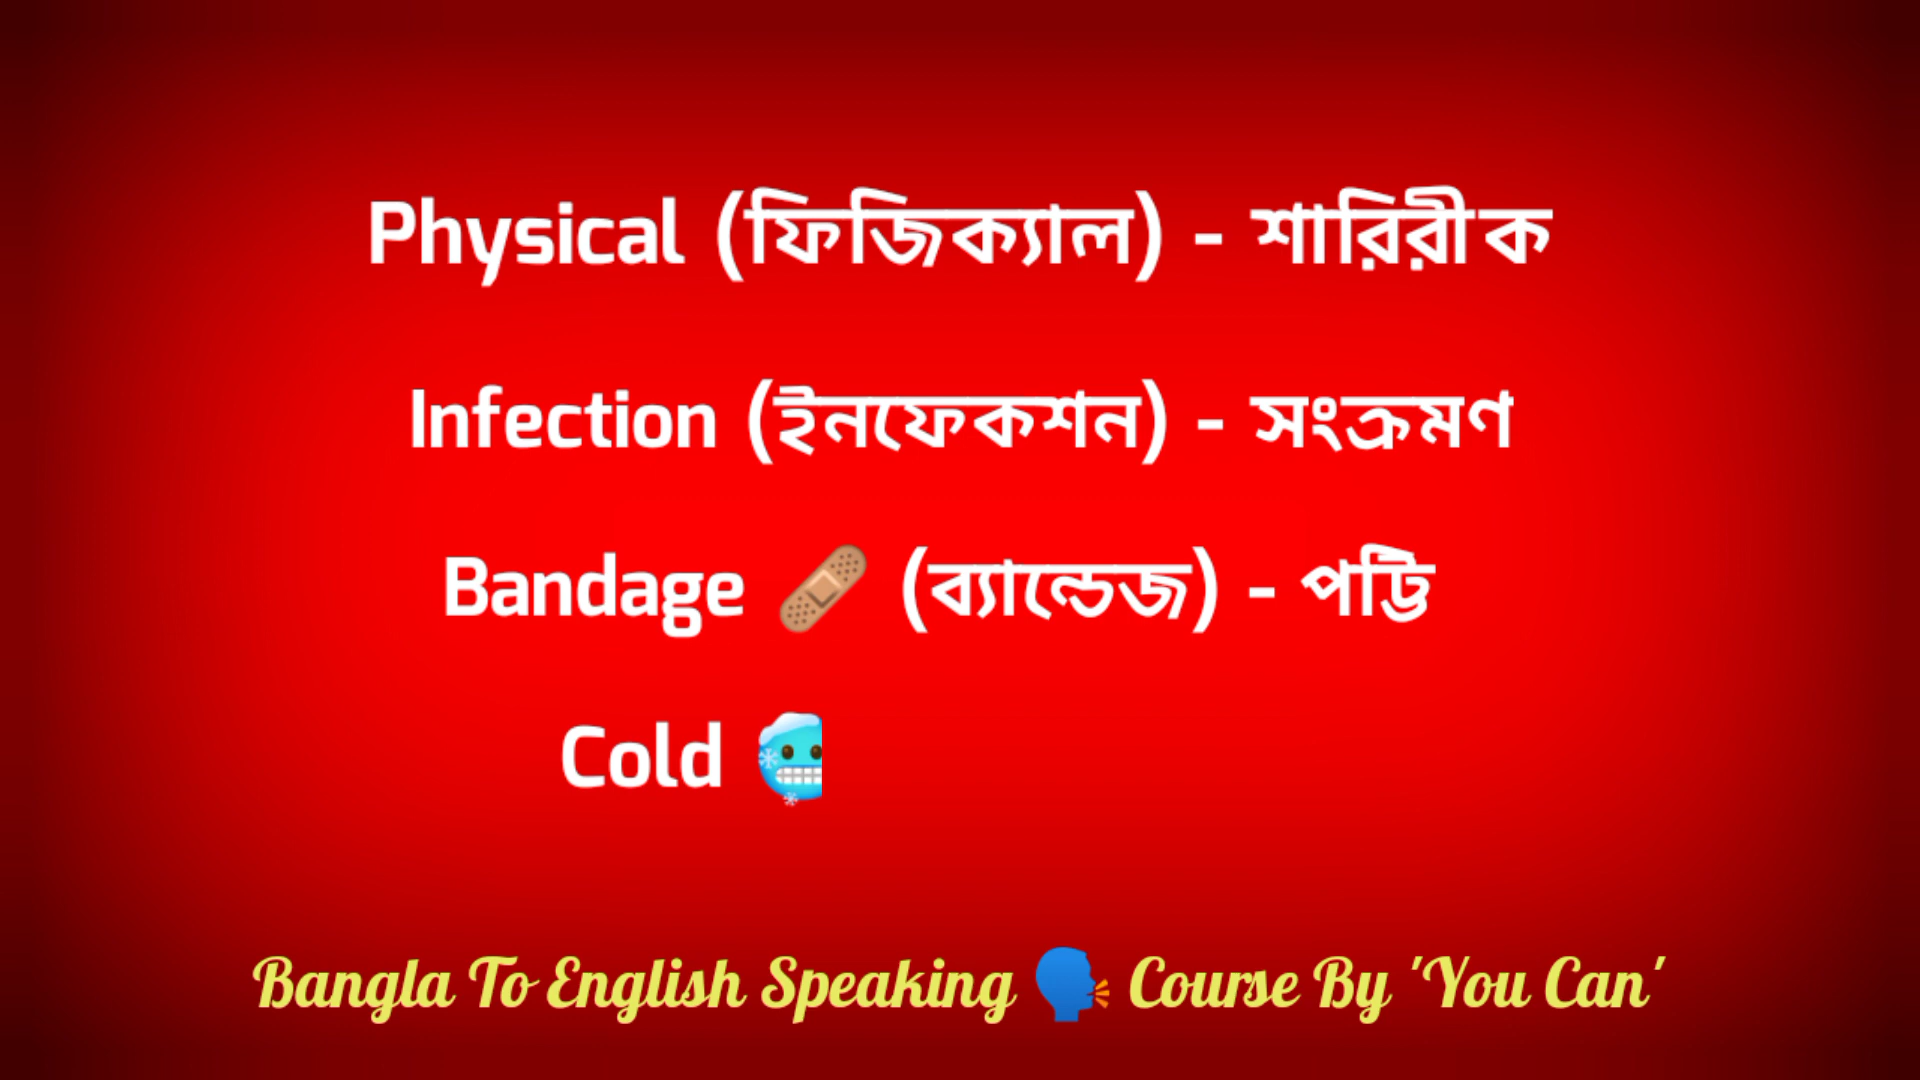 Physical (ফিজিক্যাল) - শারিরীক
Infection (ইনফেকশন) - সংক্রমণ
Bandage 🩹 (ব্যান্ডেজ) - পট্টি
Cold 🥶
Bangla To English Speaking 🗣️ Course By 'You Can'